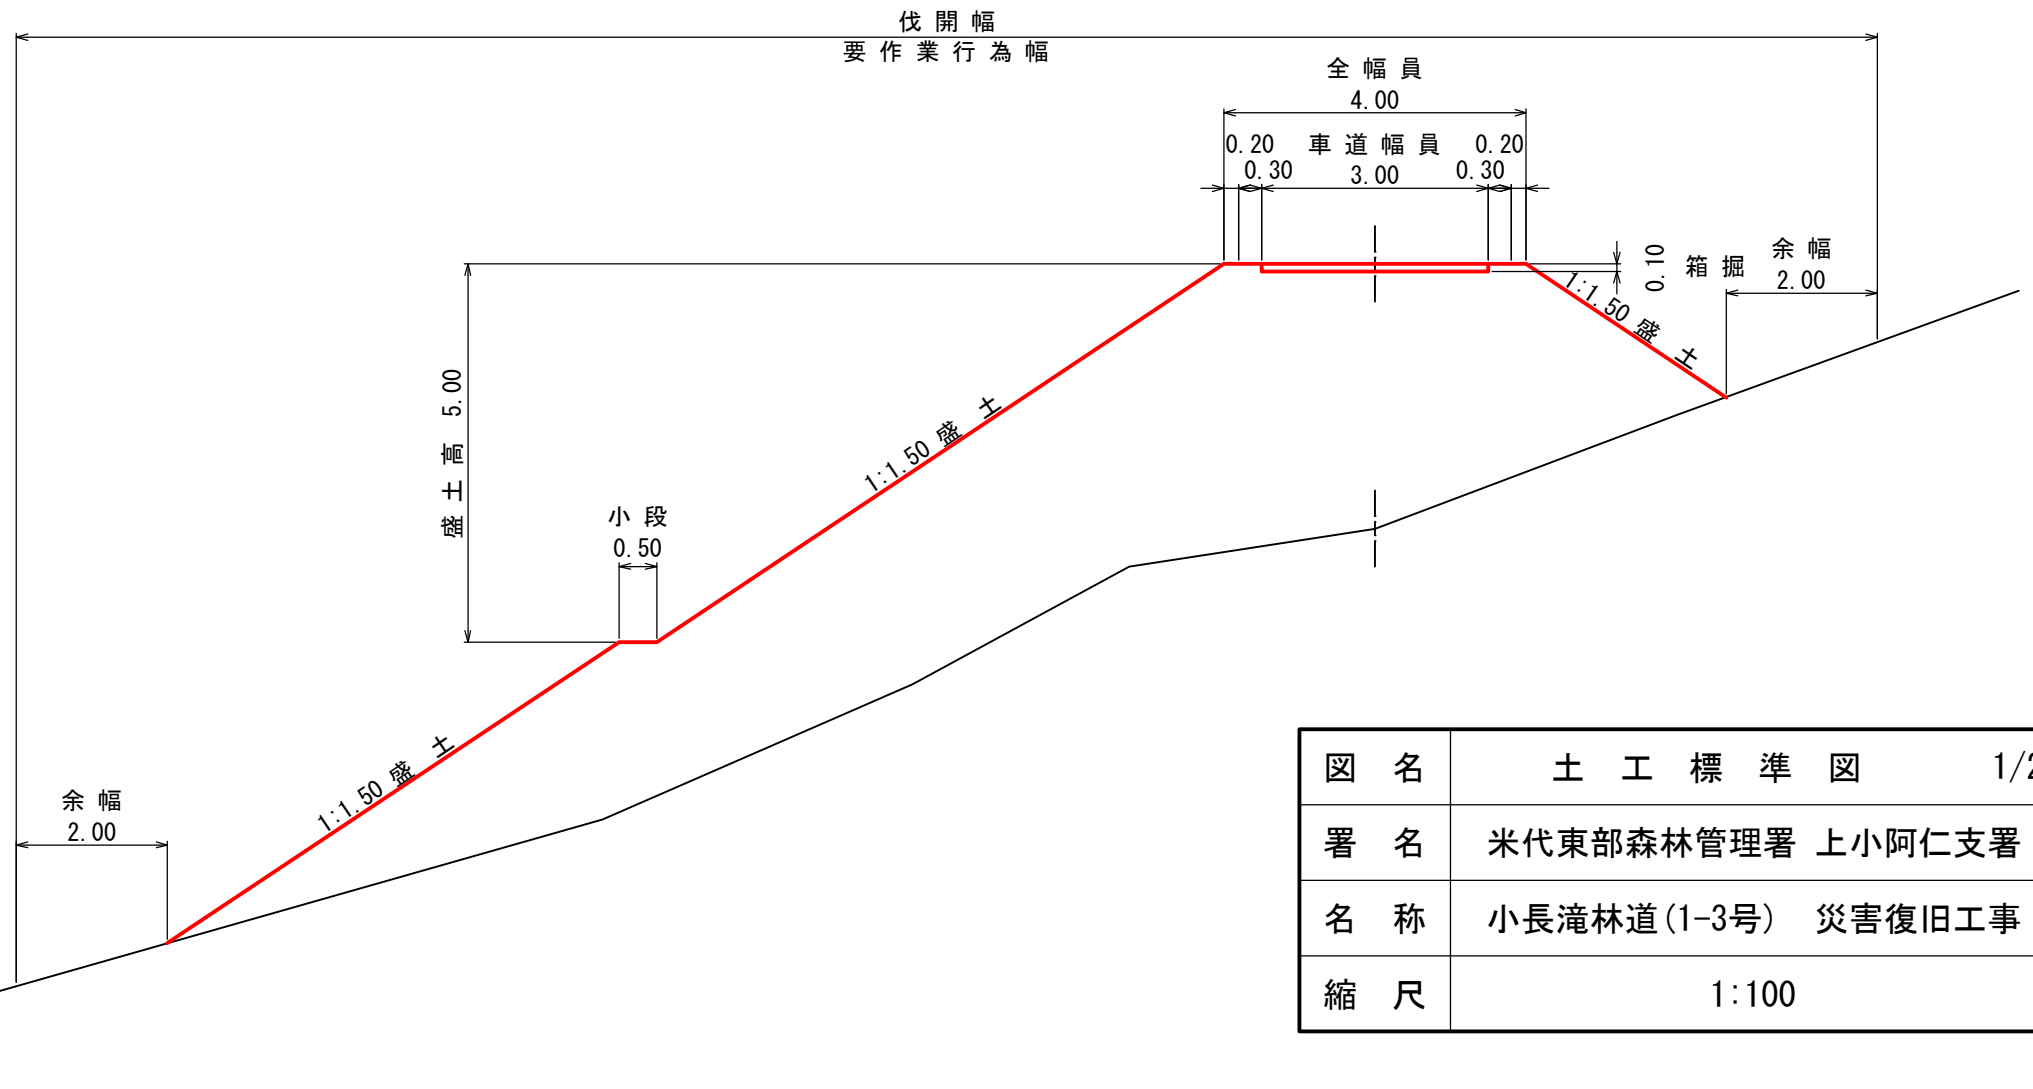 伐開幅
要作業行為幅
全幅員
4.00
0.20 車道幅員 0.20
0.30 3.00 0.30
0.10
箱掘
余幅
2.00
1:1.50 盛土
盛土高 5.00
1:1.50 盛土
小段
0.50
1:1.50 盛土
余幅
2.00
図名 土工標準図 1/2
署名 米代東部森林管理署 上小阿仁支署
名称 小長滝林道(1-3号) 災害復旧工事
縮尺 1:100